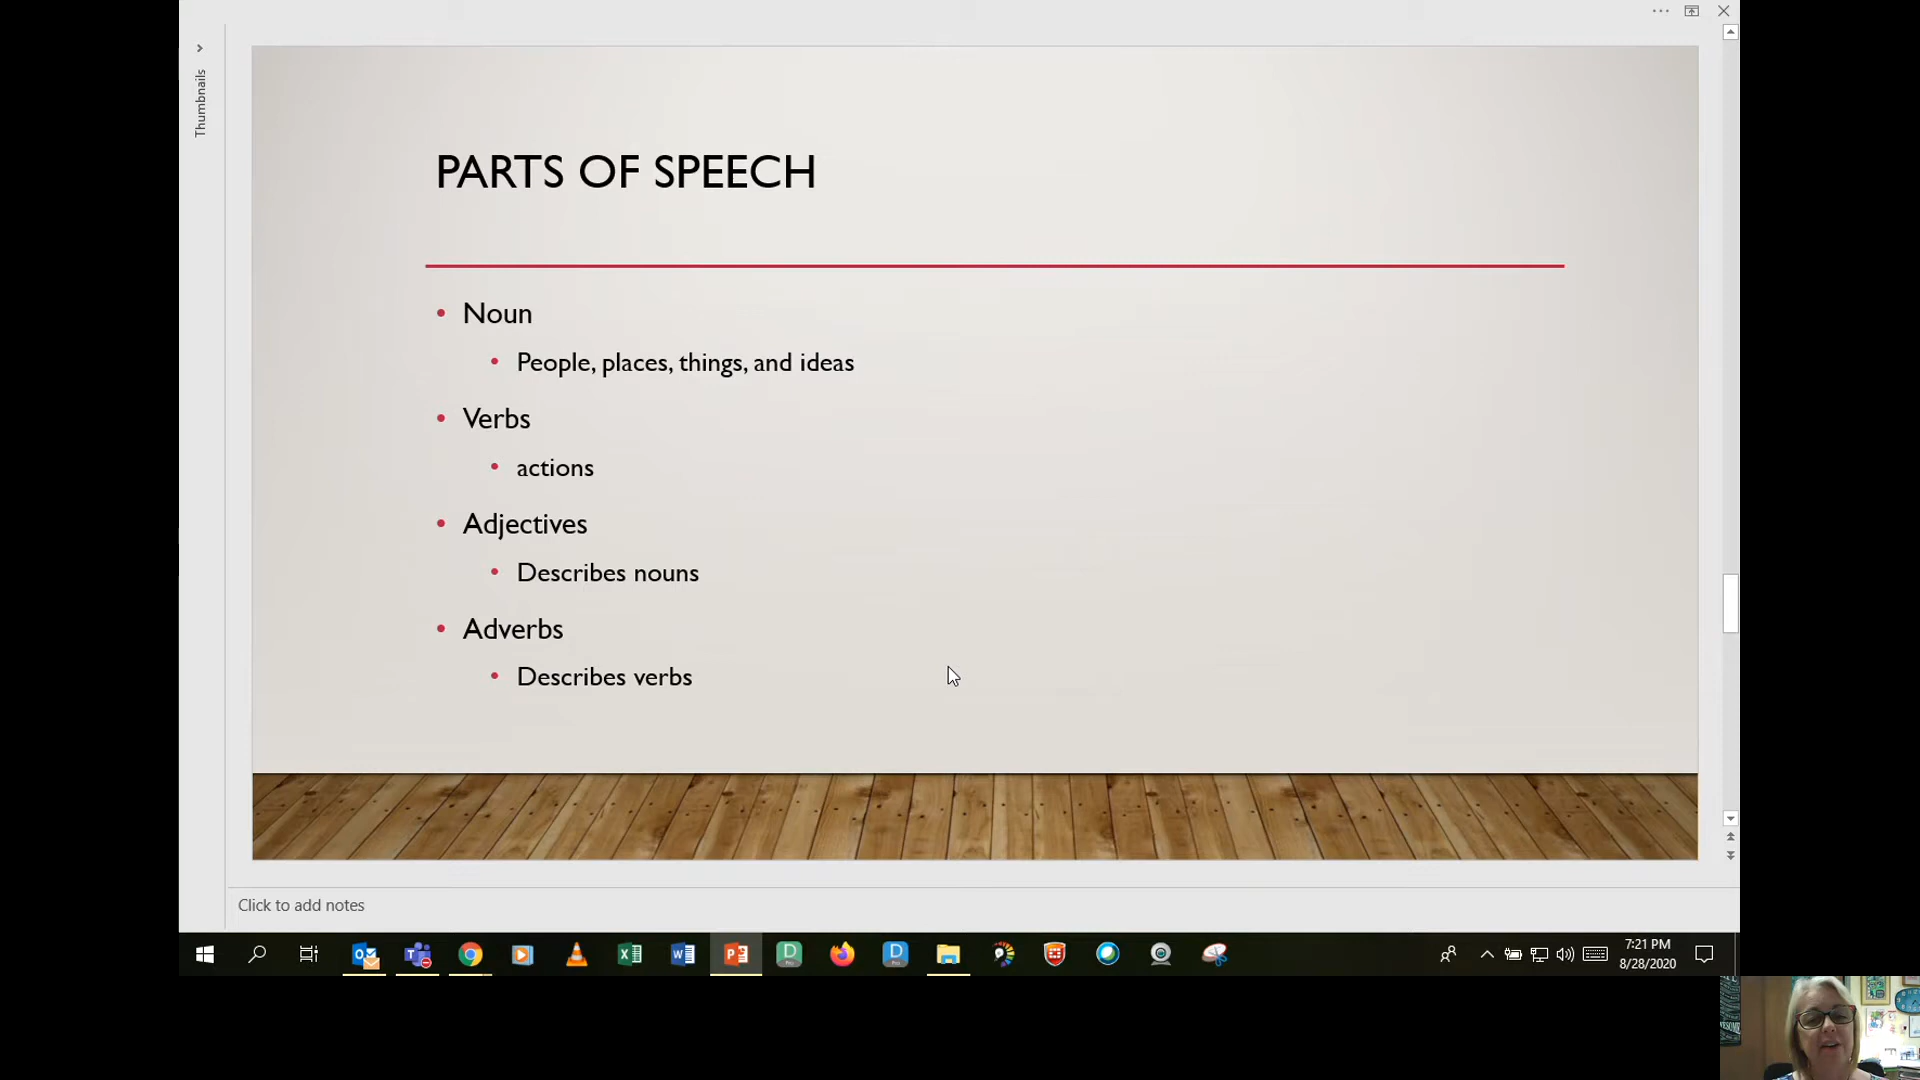 Thumbnails
PARTS OF SPEECH
• Noun
• People, places, things, and ideas
• Verbs
• actions
• Adjectives
• Describes nouns
• Adverbs
• Describes verbs
Click to add notes
7:21 PM
8/28/2020